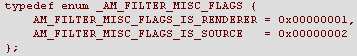 typedef enum _AM_FILTER_MISC_FLAGS {
    AM_FILTER_MISC_FLAGS_IS_RENDERER = 0x00000001,
    AM_FILTER_MISC_FLAGS_IS_SOURCE   = 0x00000002
};